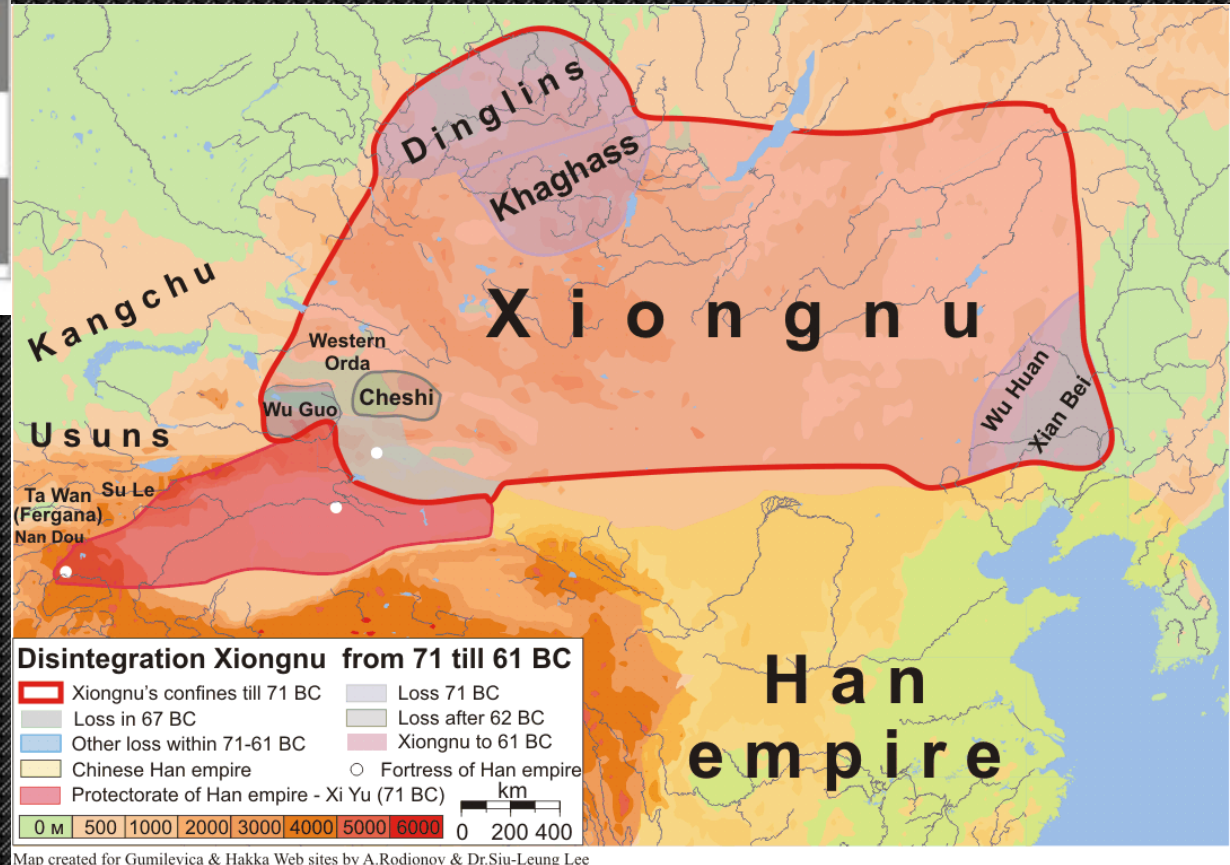 Dinglins
Khaghass
Kangchu
Xiongnu
Western
Orda
Cheshi
Wu Guo
Wu Huan
Xian Bei
Usuns
Ta Wan
(Fergana)
Su Le
Nan Dou
Han
empire
Disintegration Xiongnu from 71 till 61 BC
Xiongnu's confines till 71 BC
Loss 71 BC
Loss in 67 BC
Loss after 62 BC
Other loss within 71-61 BC
Xiongnu to 61 BC
Chinese Han empire
Fortress of Han empire
Protectorate of Han empire - Xi Yu (71 BC)
km
0 м 500 1000 2000 3000 4000 5000 6000
0 200 400
Map created for Gumilevica & Hakka Web sites by A.Rodionov & Dr.Siu-Leung Lee